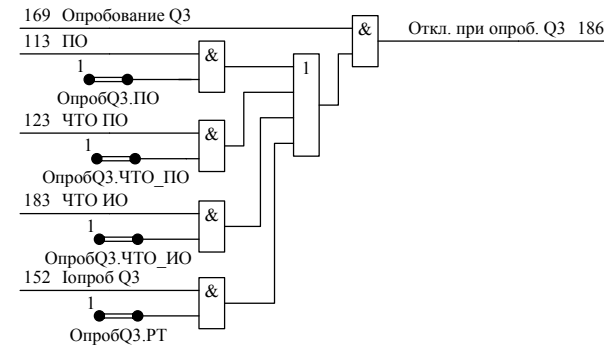 169 Опробование Q3
&
Откл. при опроб. Q3 186
113 ПО
&
1
1
ОпробQ3.ПО
123 ЧТО ПО
&
1
ОпробQ3.ЧТО_ПО
183 ЧТО ИО
&
1
ОпробQ3.ЧТО_ИО
152 Iопроб Q3
&
1
ОпробQ3.РТ